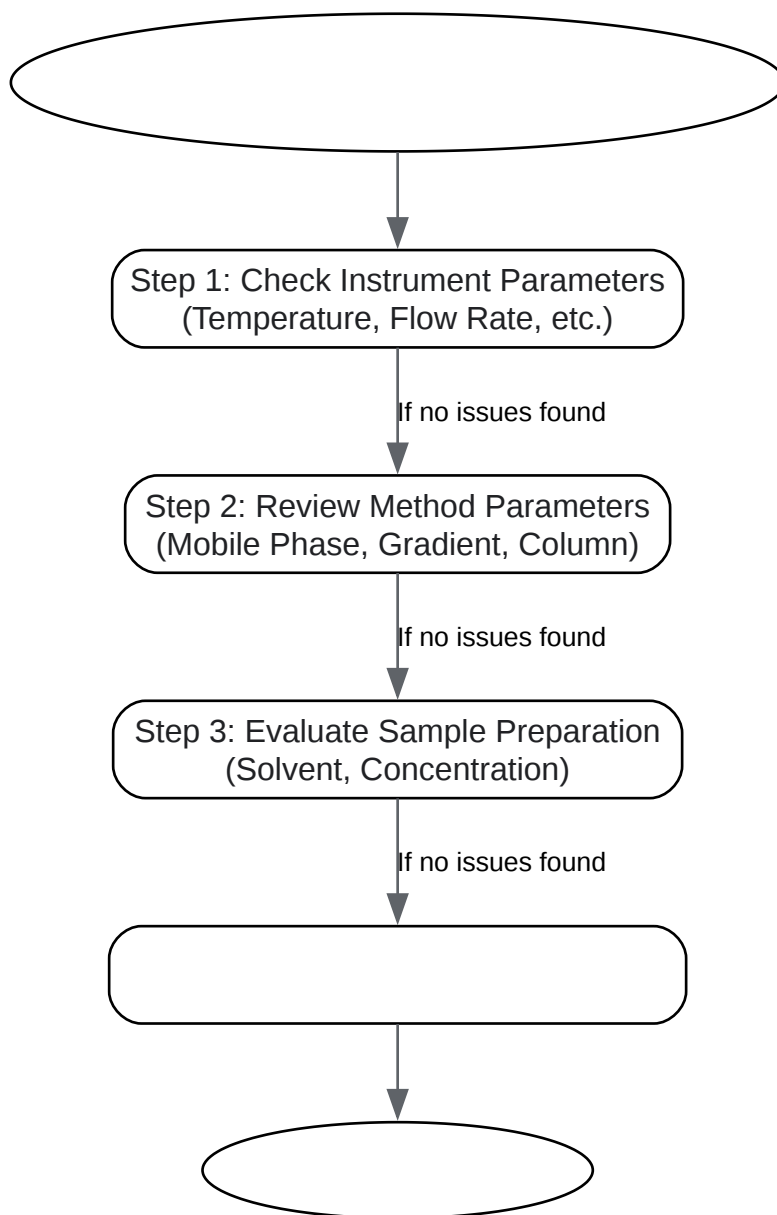 Step 1: Check Instrument Parameters
(Temperature, Flow Rate, etc.)
If no issues found
Step 2: Review Method Parameters
(Mobile Phase, Gradient, Column)
If no issues found
Step 3: Evaluate Sample Preparation
(Solvent, Concentration)
If no issues found